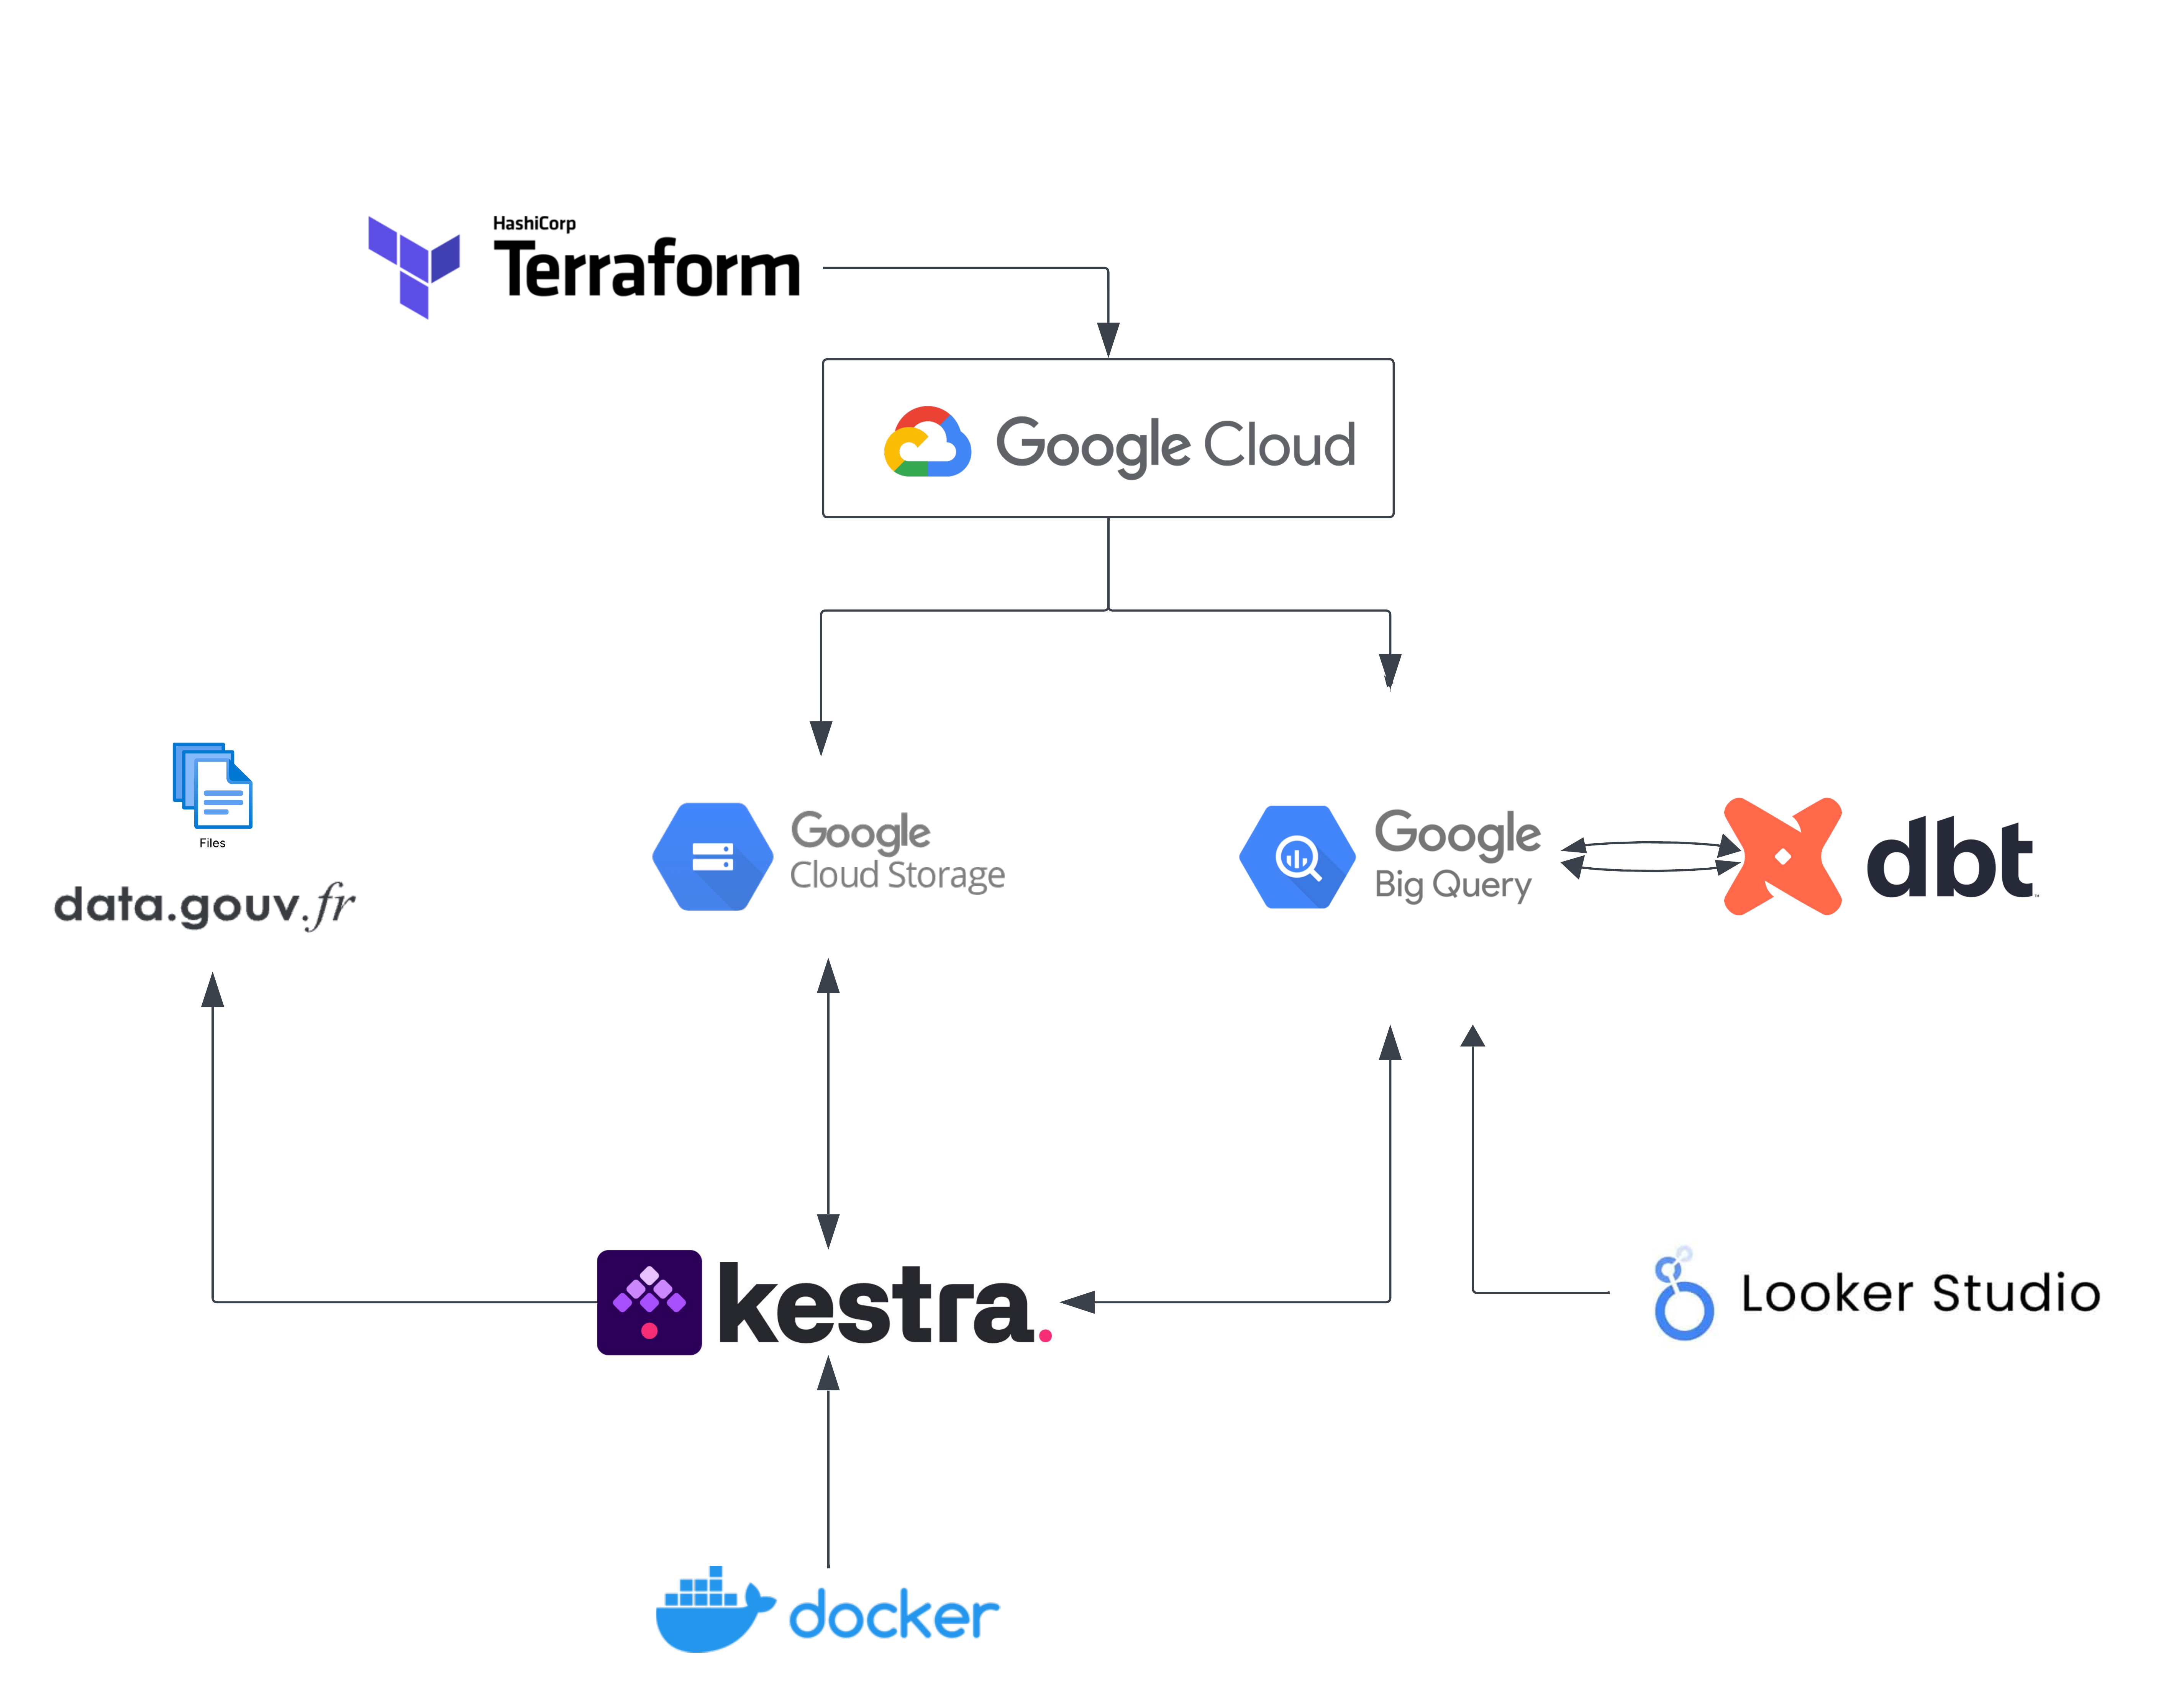 HashiCorp
Terraform
Google Cloud
Files
data.gouv.fr
Google
Cloud Storage
Google
Big Query
dbt
kestra.
Looker Studio
docker